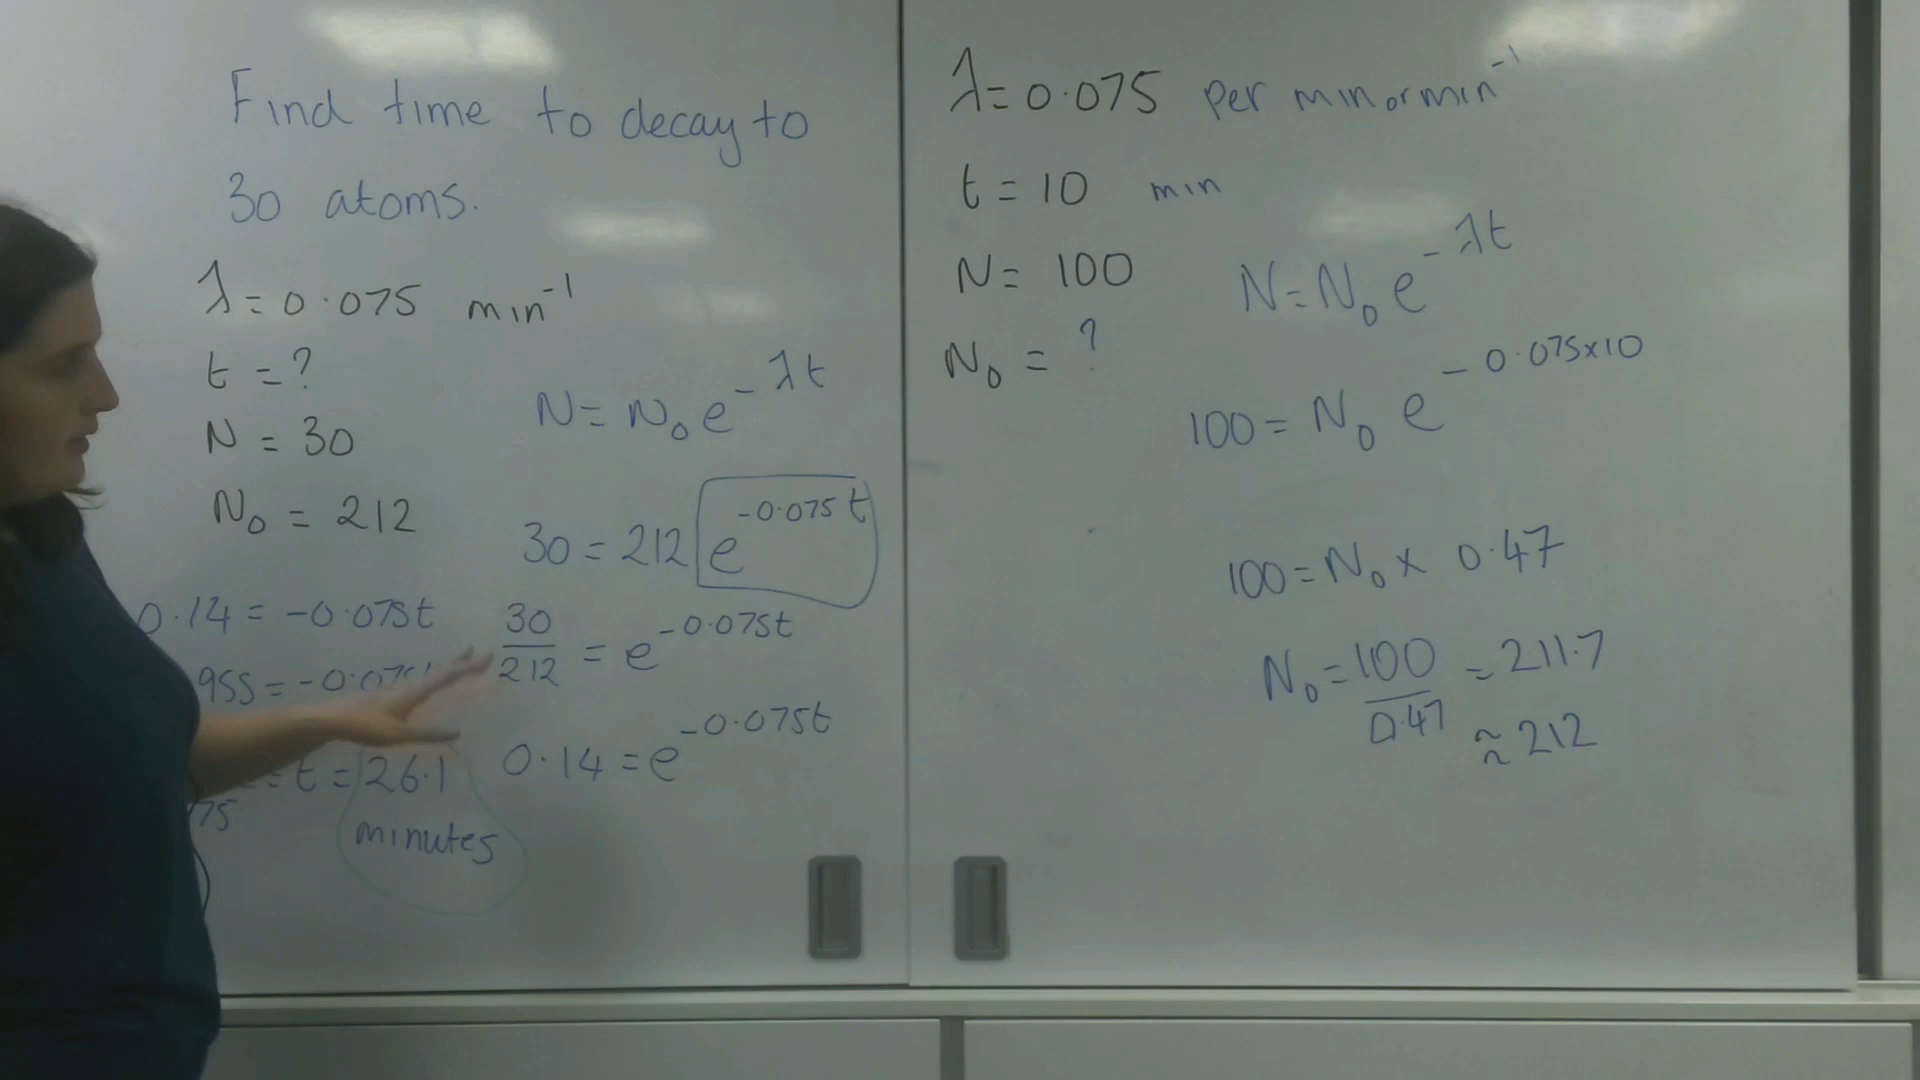 Find time to decay to
30 atoms.
λ = 0.075 min⁻¹
t = ?
N = 30
N₀ = 212
N = N₀ e^-λt
30 = 212 e^-0.075t
30/212 = e^-0.075t
0.14 = e^-0.075t
0.14 = -0.075t
955 = -0.075
= t = 26.1
75
minutes
λ = 0.075 per min or min⁻¹
t = 10 min
N = 100
N₀ = ?
N = N₀ e^-λt
100 = N₀ e^-0.075×10
100 = N₀ × 0.47
N₀ = 100/0.47 = 211.7
≈ 212